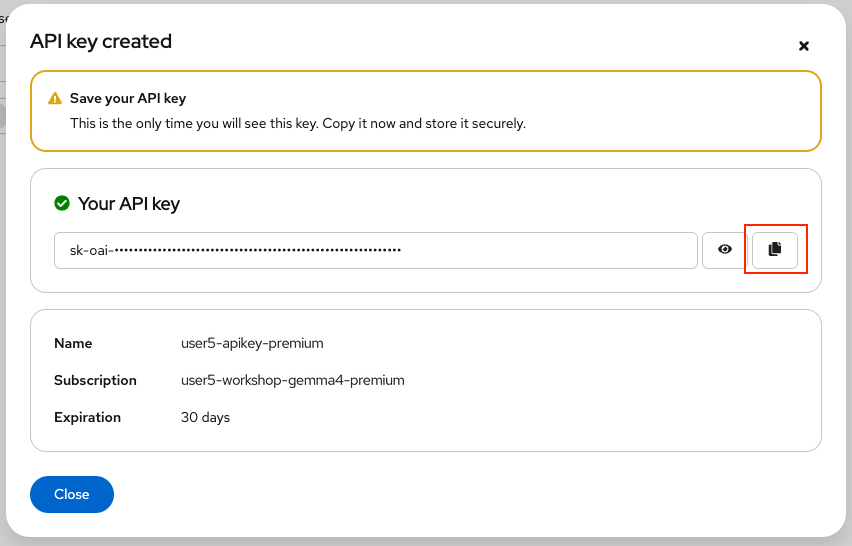 API key created
Save your API key
This is the only time you will see this key. Copy it now and store it securely.
Your API key
sk-oai-••••••••••••••••••••••••••••••••••••••••••••••••••••••••••••
Name user5-apikey-premium
Subscription user5-workshop-gemma4-premium
Expiration 30 days
Close